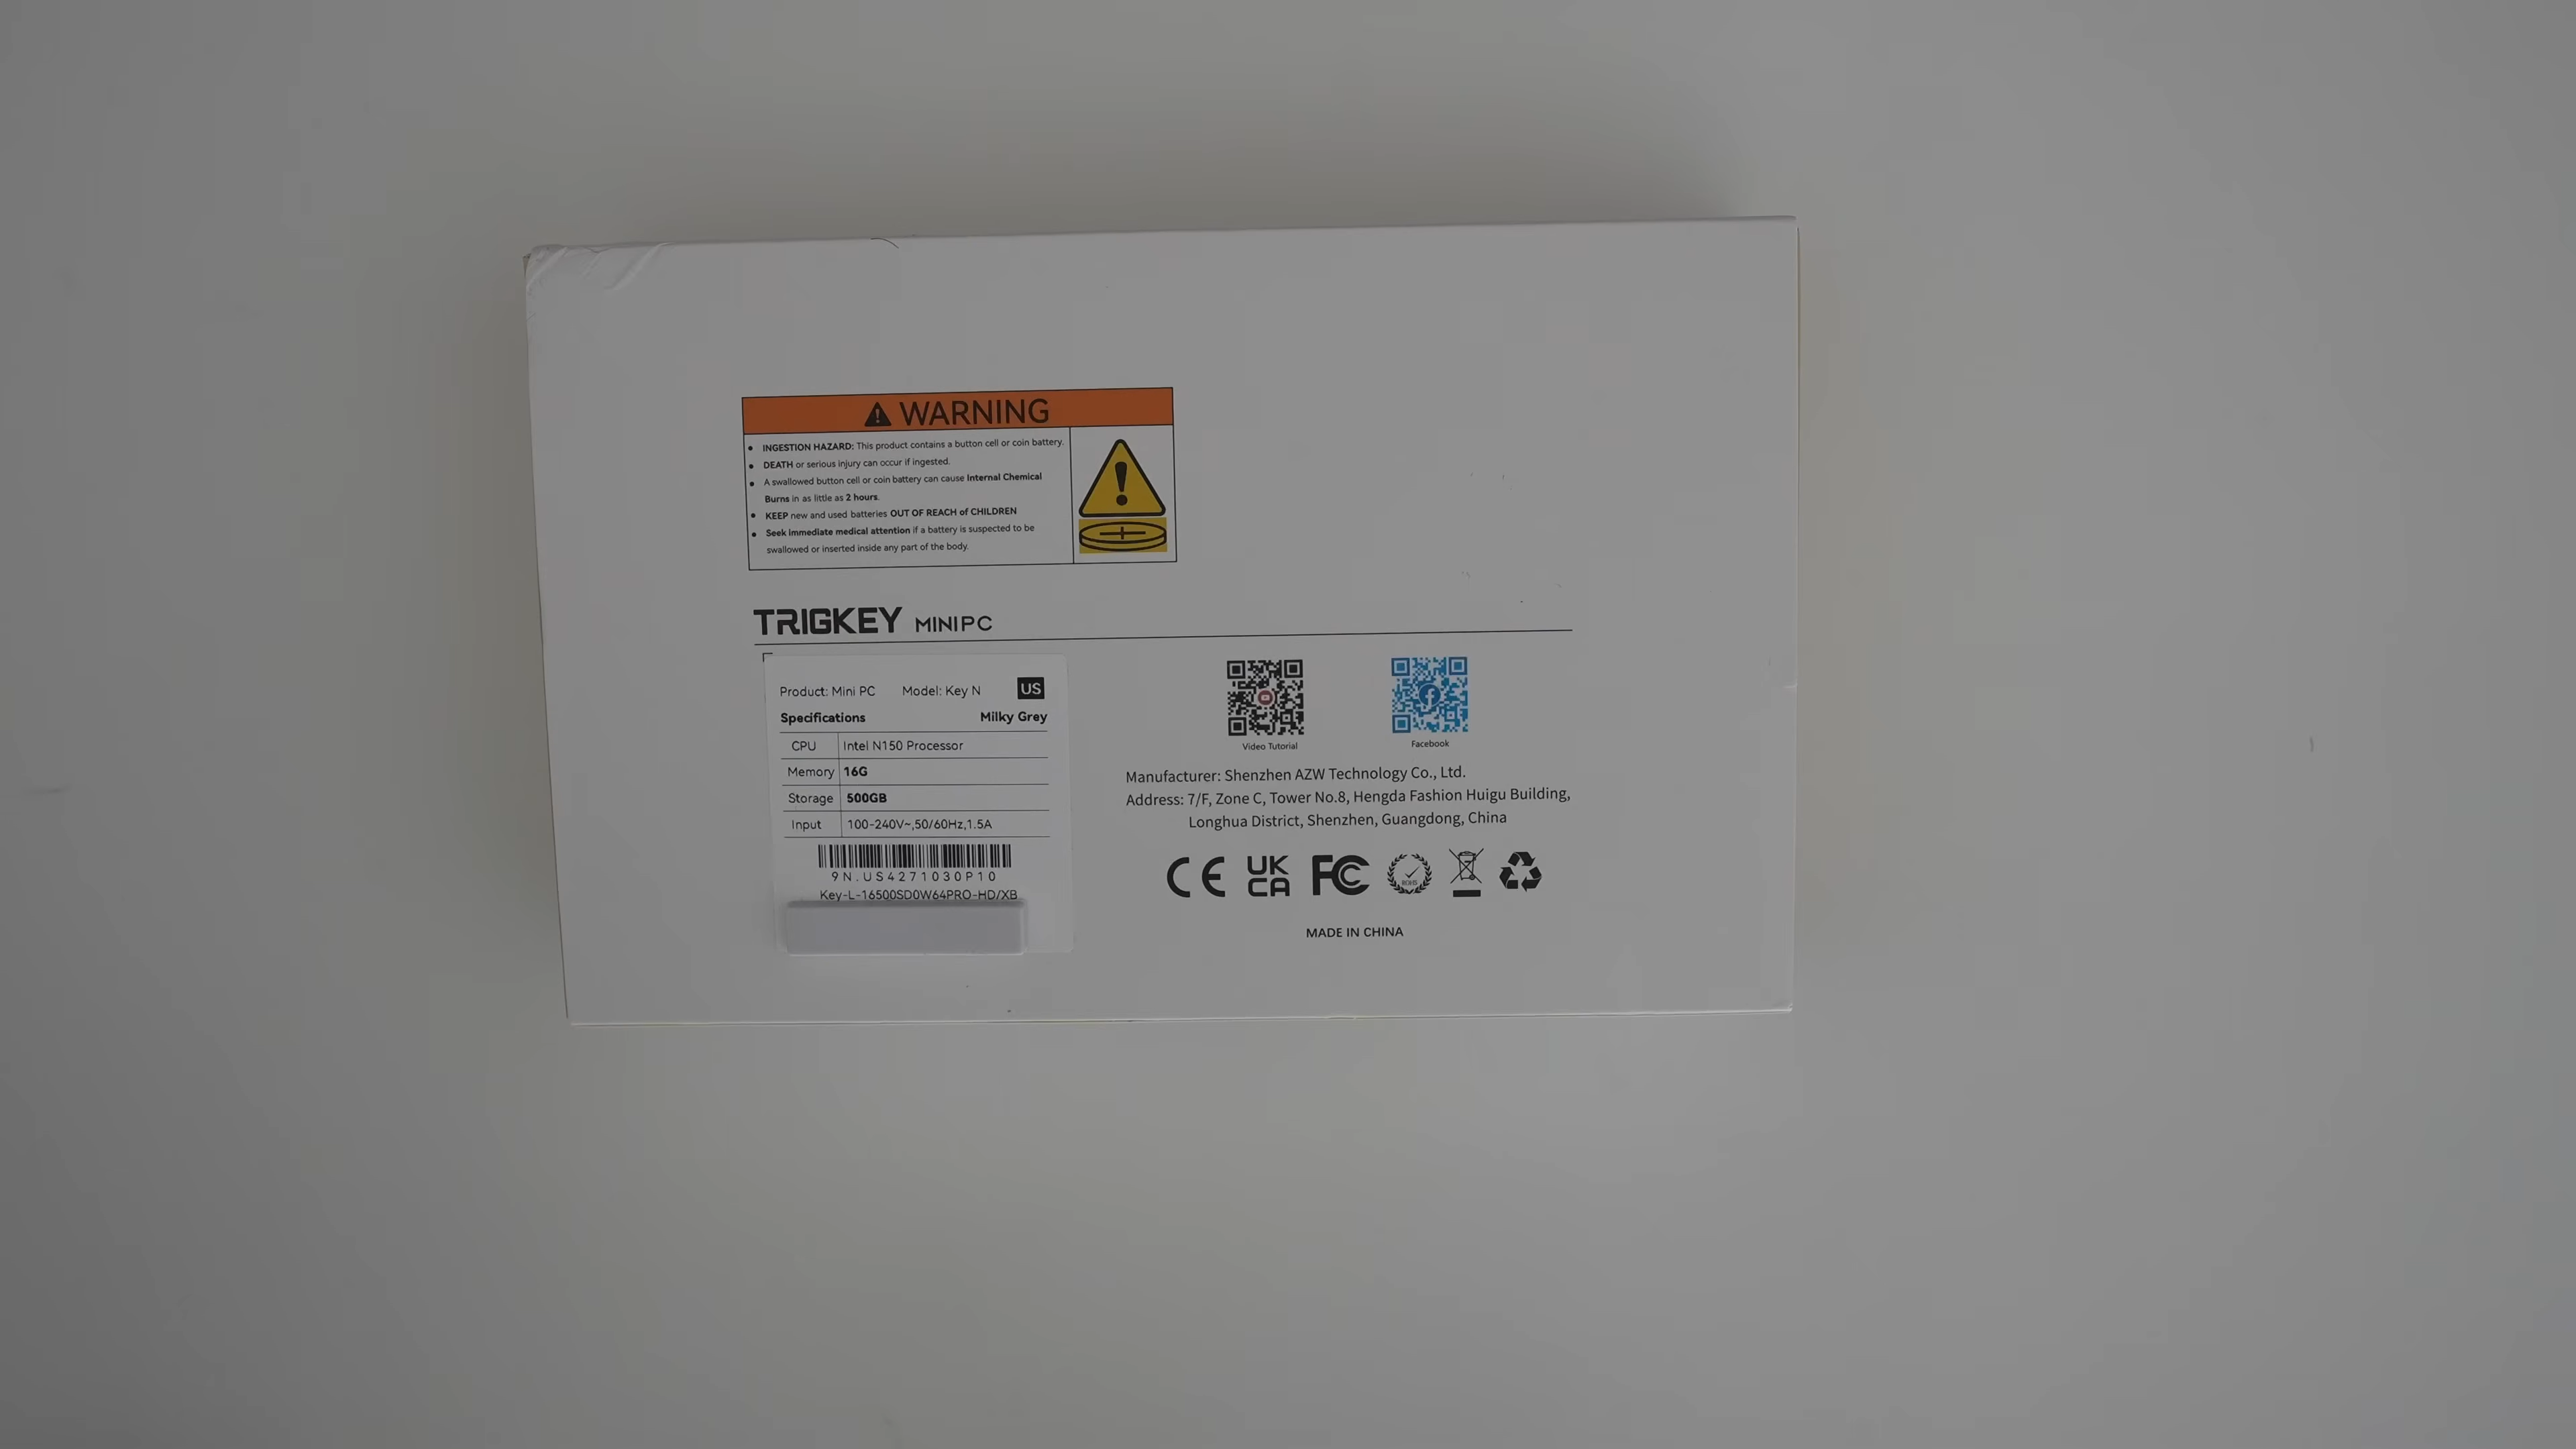 WARNING
INGESTION HAZARD: This product contains a button cell or coin battery.
DEATH or serious injury can occur if ingested.
A swallowed button cell or coin battery can cause Internal Chemical
Burns in as little as 2 hours.
KEEP new and used batteries OUT OF REACH of CHILDREN
Seek immediate medical attention if a battery is suspected to be
swallowed or inserted inside any part of the body.
TRIGKEY MINI PC
Product: Mini PC Model: Key N US
Specifications Milky Grey
CPU Intel N150 Processor
Memory 16G
Storage 500GB
Input 100-240V~,50/60Hz,1.5A
9N.US4271030P10
Key-L-16500SD0W64PRO-HD/XB
Video Tutorial
Facebook
Manufacturer: Shenzhen AZW Technology Co., Ltd.
Address: 7/F, Zone C, Tower No.8, Hengda Fashion Huigu Building,
Longhua District, Shenzhen, Guangdong, China
CE UK CA FC ROHS
MADE IN CHINA